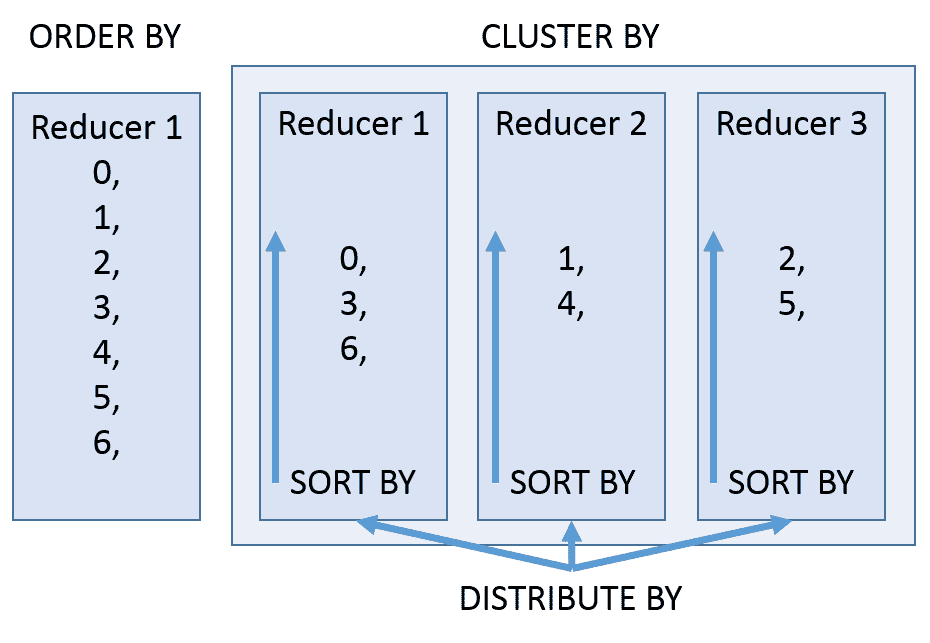 ORDER BY
Reducer 1
0,
1,
2,
3,
4,
5,
6,
CLUSTER BY
Reducer 1
0,
3,
6,
SORT BY
Reducer 2
1,
4,
SORT BY
Reducer 3
2,
5,
SORT BY
DISTRIBUTE BY